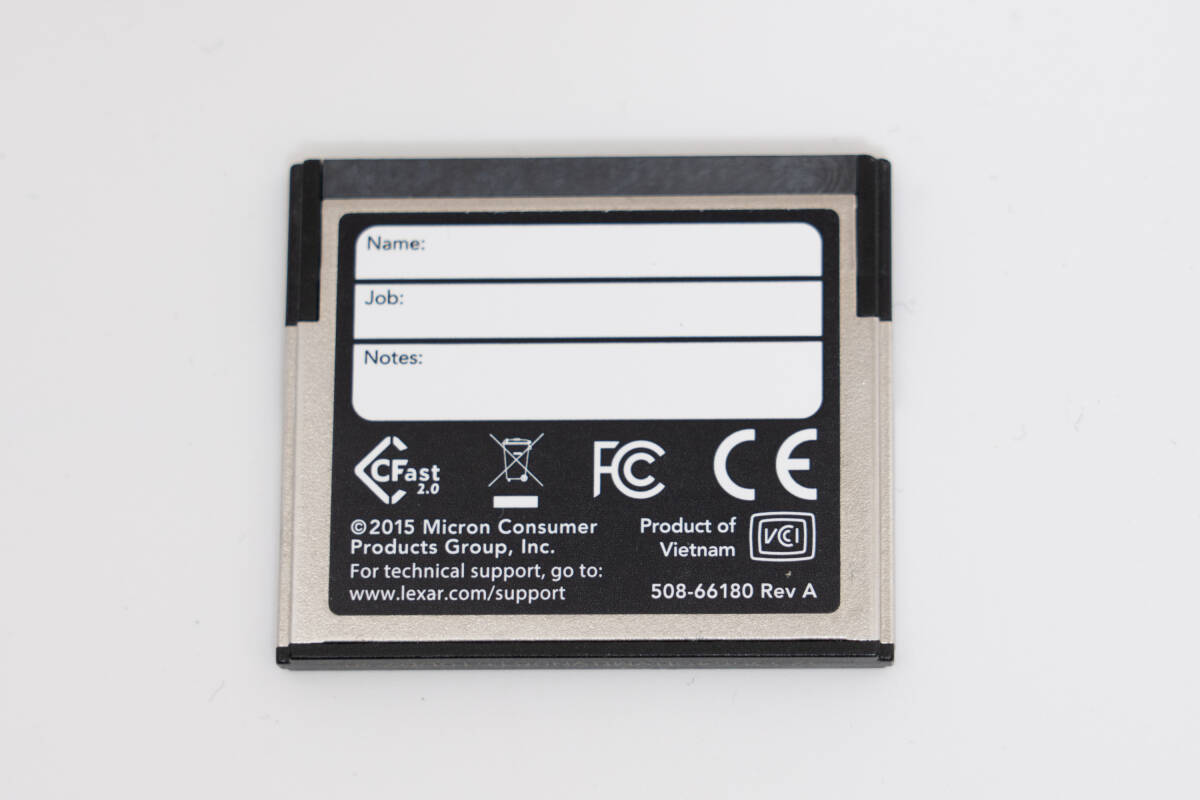 Name:
Job:
Notes:
CFast
2.0
FC
CE
©2015 Micron Consumer
Products Group, Inc.
For technical support, go to:
www.lexar.com/support
Product of
Vietnam
VCCI
508-66180 Rev A